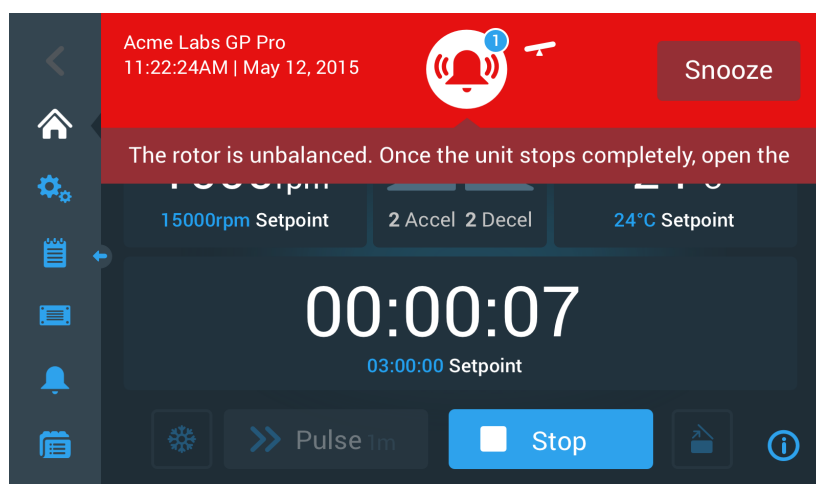 Acme Labs GP Pro
11:22:24AM | May 12, 2015
1
Snooze
The rotor is unbalanced. Once the unit stops completely, open the
rpm
15000rpm Setpoint
2 Accel 2 Decel
24°C Setpoint
00:00:07
03:00:00 Setpoint
Pulse 1m
Stop